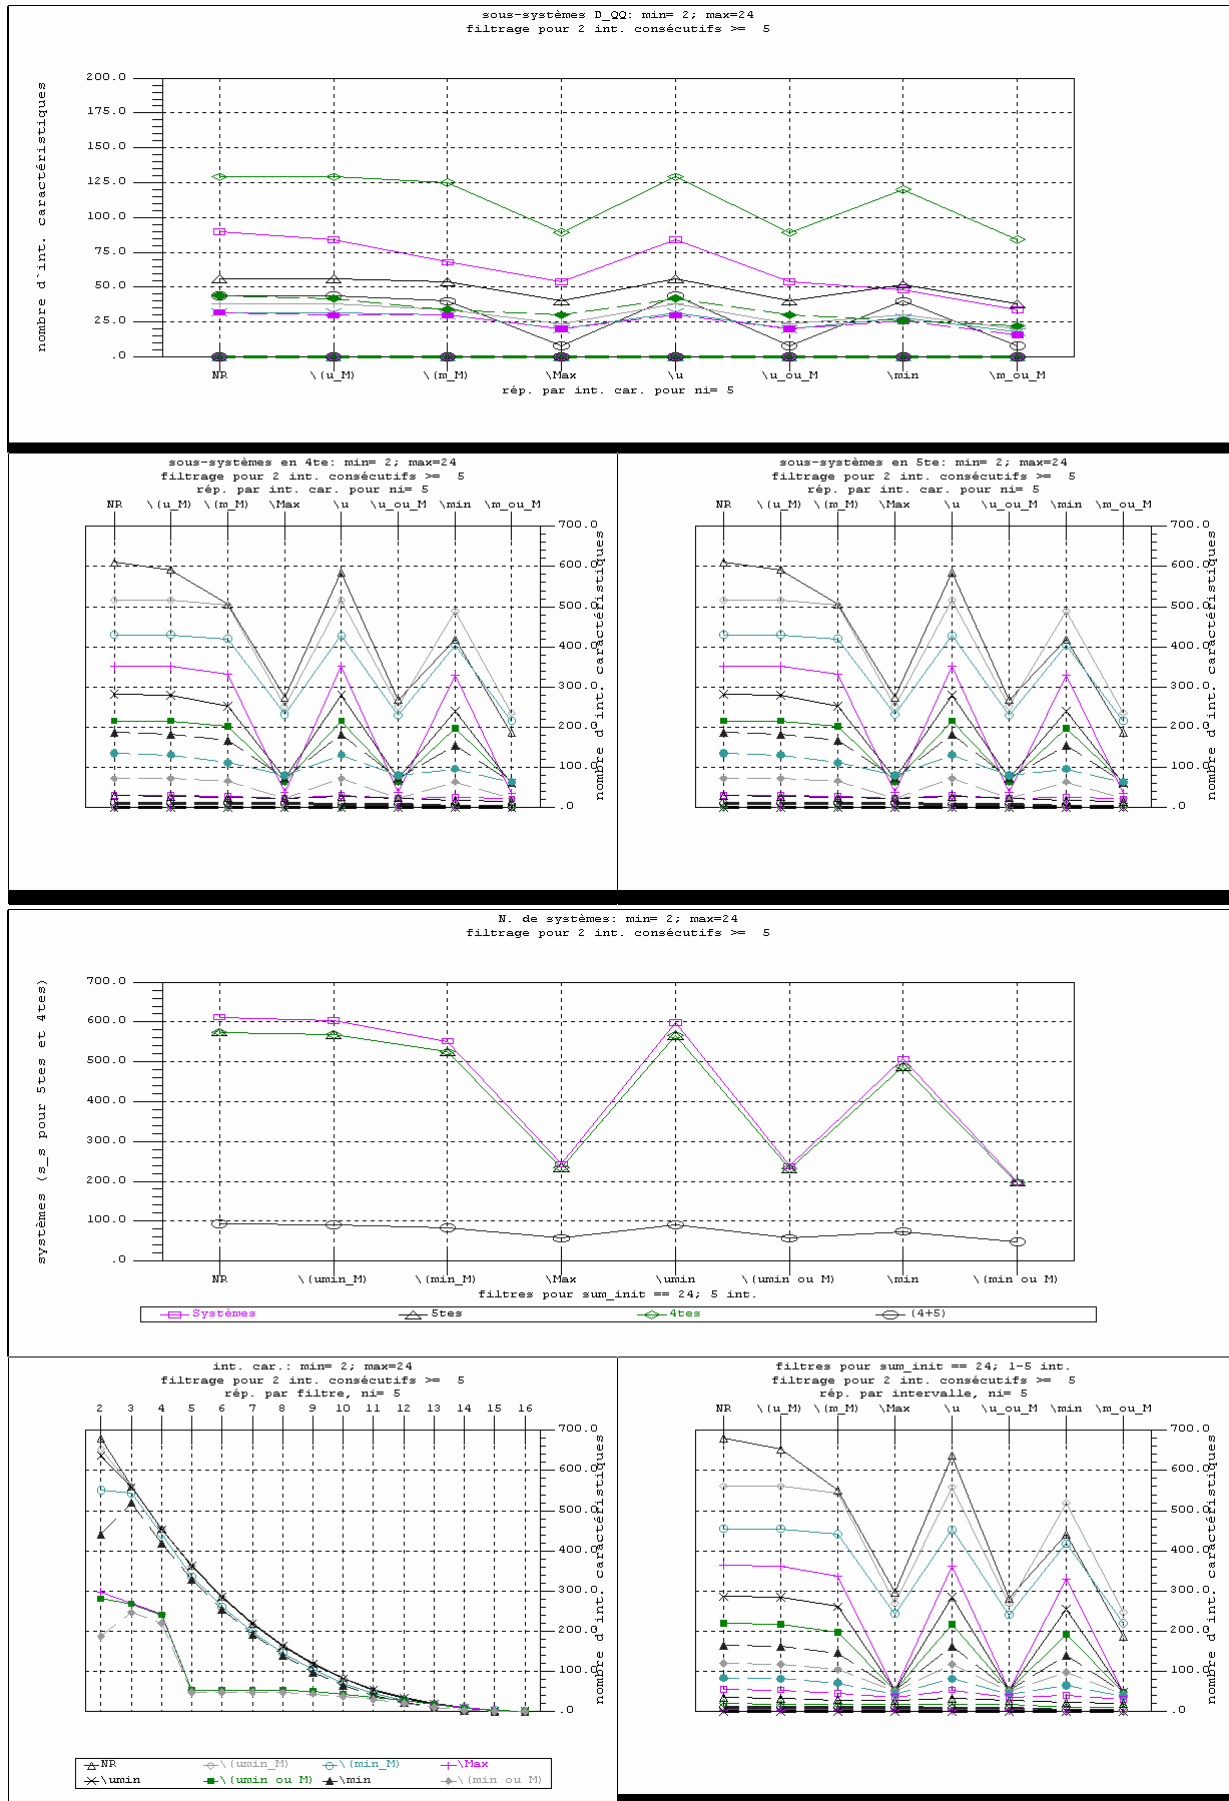 sous-systèmes D_QQ: min= 2; max=24
filtrage pour 2 int. consécutifs >= 5
nombre d`int. caractéristiques
200.0
175.0
150.0
125.0
100.0
75.0
50.0
25.0
.0
NR \(u_M) \(m_M) \Max \u \u_ou_M \min \m_ou_M
rép. par int. car. pour ni= 5
sous-systèmes en 4te: min= 2; max=24
filtrage pour 2 int. consécutifs >= 5
rép. par int. car. pour ni= 5
NR \(u_M) \(m_M) \Max \u \u_ou_M \min \m_ou_M
700.0
600.0
500.0
400.0
300.0
200.0
100.0
.0
nombre d`int. caractéristiques
sous-systèmes en 5te: min= 2; max=24
filtrage pour 2 int. consécutifs >= 5
rép. par int. car. pour ni= 5
NR \(u_M) \(m_M) \Max \u \u_ou_M \min \m_ou_M
700.0
600.0
500.0
400.0
300.0
200.0
100.0
.0
nombre d`int. caractéristiques
N. de systèmes: min= 2; max=24
filtrage pour 2 int. consécutifs >= 5
systèmes (s_s pour 5tes et 4tes)
700.0
600.0
500.0
400.0
300.0
200.0
100.0
.0
NR \(umin_M) \(min_M) \Max \umin \(umin ou M) \min \(min ou M)
filtres pour sum_init == 24; 5 int.
Systèmes 5tes 4tes (4+5)
int. car.: min= 2; max=24
filtrage pour 2 int. consécutifs >= 5
rép. par filtre, ni= 5
2 3 4 5 6 7 8 9 10 11 12 13 14 15 16
700.0
600.0
500.0
400.0
300.0
200.0
100.0
.0
nombre d`int. caractéristiques
NR \(umin_M) \(min_M) \Max
\umin \(umin ou M) \min \(min ou M)
filtres pour sum_init == 24; 1-5 int.
filtrage pour 2 int. consécutifs >= 5
rép. par intervalle, ni= 5
NR \(u_M) \(m_M) \Max \u \u_ou_M \min \m_ou_M
700.0
600.0
500.0
400.0
300.0
200.0
100.0
.0
nombre d`int. caractéristiques